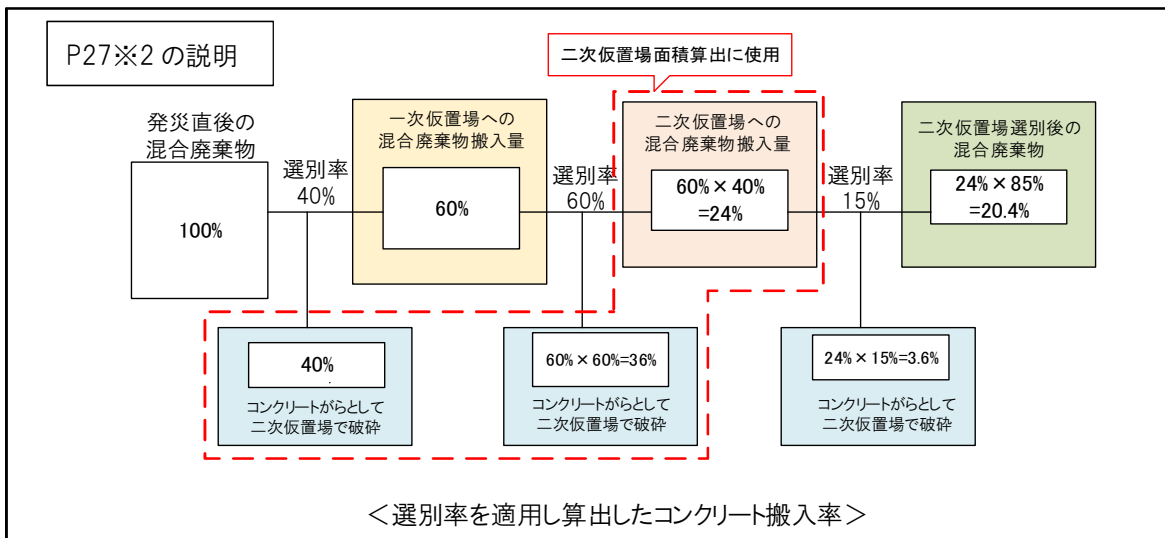 P27※2 の説明
二次仮置場面積算出に使用
発災直後の
混合廃棄物
100%
選別率
40%
一次仮置場への
混合廃棄物搬入量
60%
選別率
60%
二次仮置場への
混合廃棄物搬入量
60%×40%
=24%
選別率
15%
二次仮置場選別後の
混合廃棄物
24%×85%
=20.4%
40%
コンクリートがらとして
二次仮置場で破砕
60%×60%=36%
コンクリートがらとして
二次仮置場で破砕
24%×15%=3.6%
コンクリートがらとして
二次仮置場で破砕
＜選別率を適用し算出したコンクリート搬入率＞